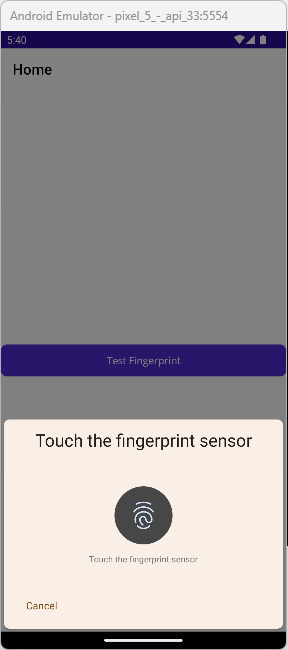 Android Emulator - pixel_5_-_api_33:5554
5:40
Home
Test Fingerprint
Touch the fingerprint sensor
Touch the fingerprint sensor
Cancel